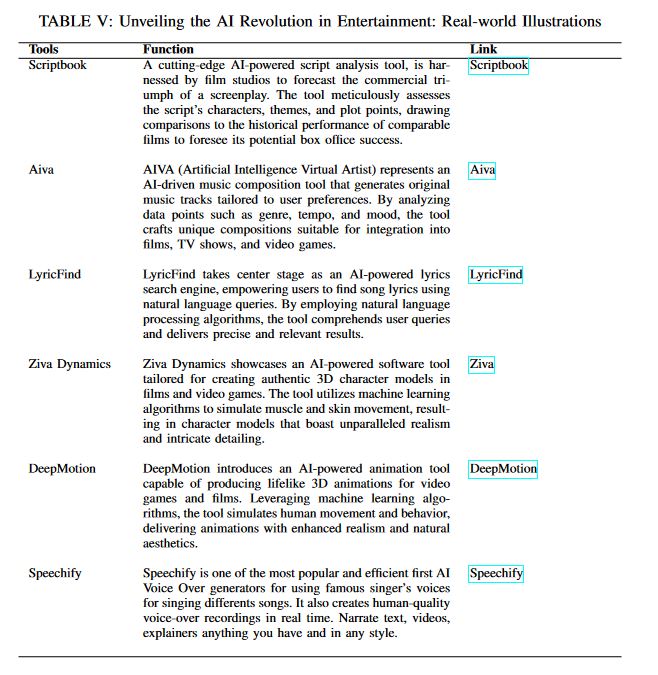 TABLE V: Unveiling the AI Revolution in Entertainment: Real-world Illustrations
Tools Function Link
Scriptbook A cutting-edge AI-powered script analysis tool, is har- Scriptbook
nessed by film studios to forecast the commercial tri-
umph of a screenplay. The tool meticulously assesses
the script's characters, themes, and plot points, drawing
comparisons to the historical performance of comparable
films to foresee its potential box office success.
Aiva AIVA (Artificial Intelligence Virtual Artist) represents an Aiva
AI-driven music composition tool that generates original
music tracks tailored to user preferences. By analyzing
data points such as genre, tempo, and mood, the tool
crafts unique compositions suitable for integration into
films, TV shows, and video games.
LyricFind LyricFind takes center stage as an AI-powered lyrics LyricFind
search engine, empowering users to find song lyrics using
natural language queries. By employing natural language
processing algorithms, the tool comprehends user queries
and delivers precise and relevant results.
Ziva Dynamics Ziva Dynamics showcases an AI-powered software tool Ziva
tailored for creating authentic 3D character models in
films and video games. The tool utilizes machine learning
algorithms to simulate muscle and skin movement, result-
ing in character models that boast unparalleled realism
and intricate detailing.
DeepMotion DeepMotion introduces an AI-powered animation tool DeepMotion
capable of producing lifelike 3D animations for video
games and films. Leveraging machine learning algo-
rithms, the tool simulates human movement and behavior,
delivering animations with enhanced realism and natural
aesthetics.
Speechify Speechify is one of the most popular and efficient first AI Speechify
Voice Over generators for using famous singer's voices
for singing differents songs. It also creates human-quality
voice-over recordings in real time. Narrate text, videos,
explainers anything you have and in any style.